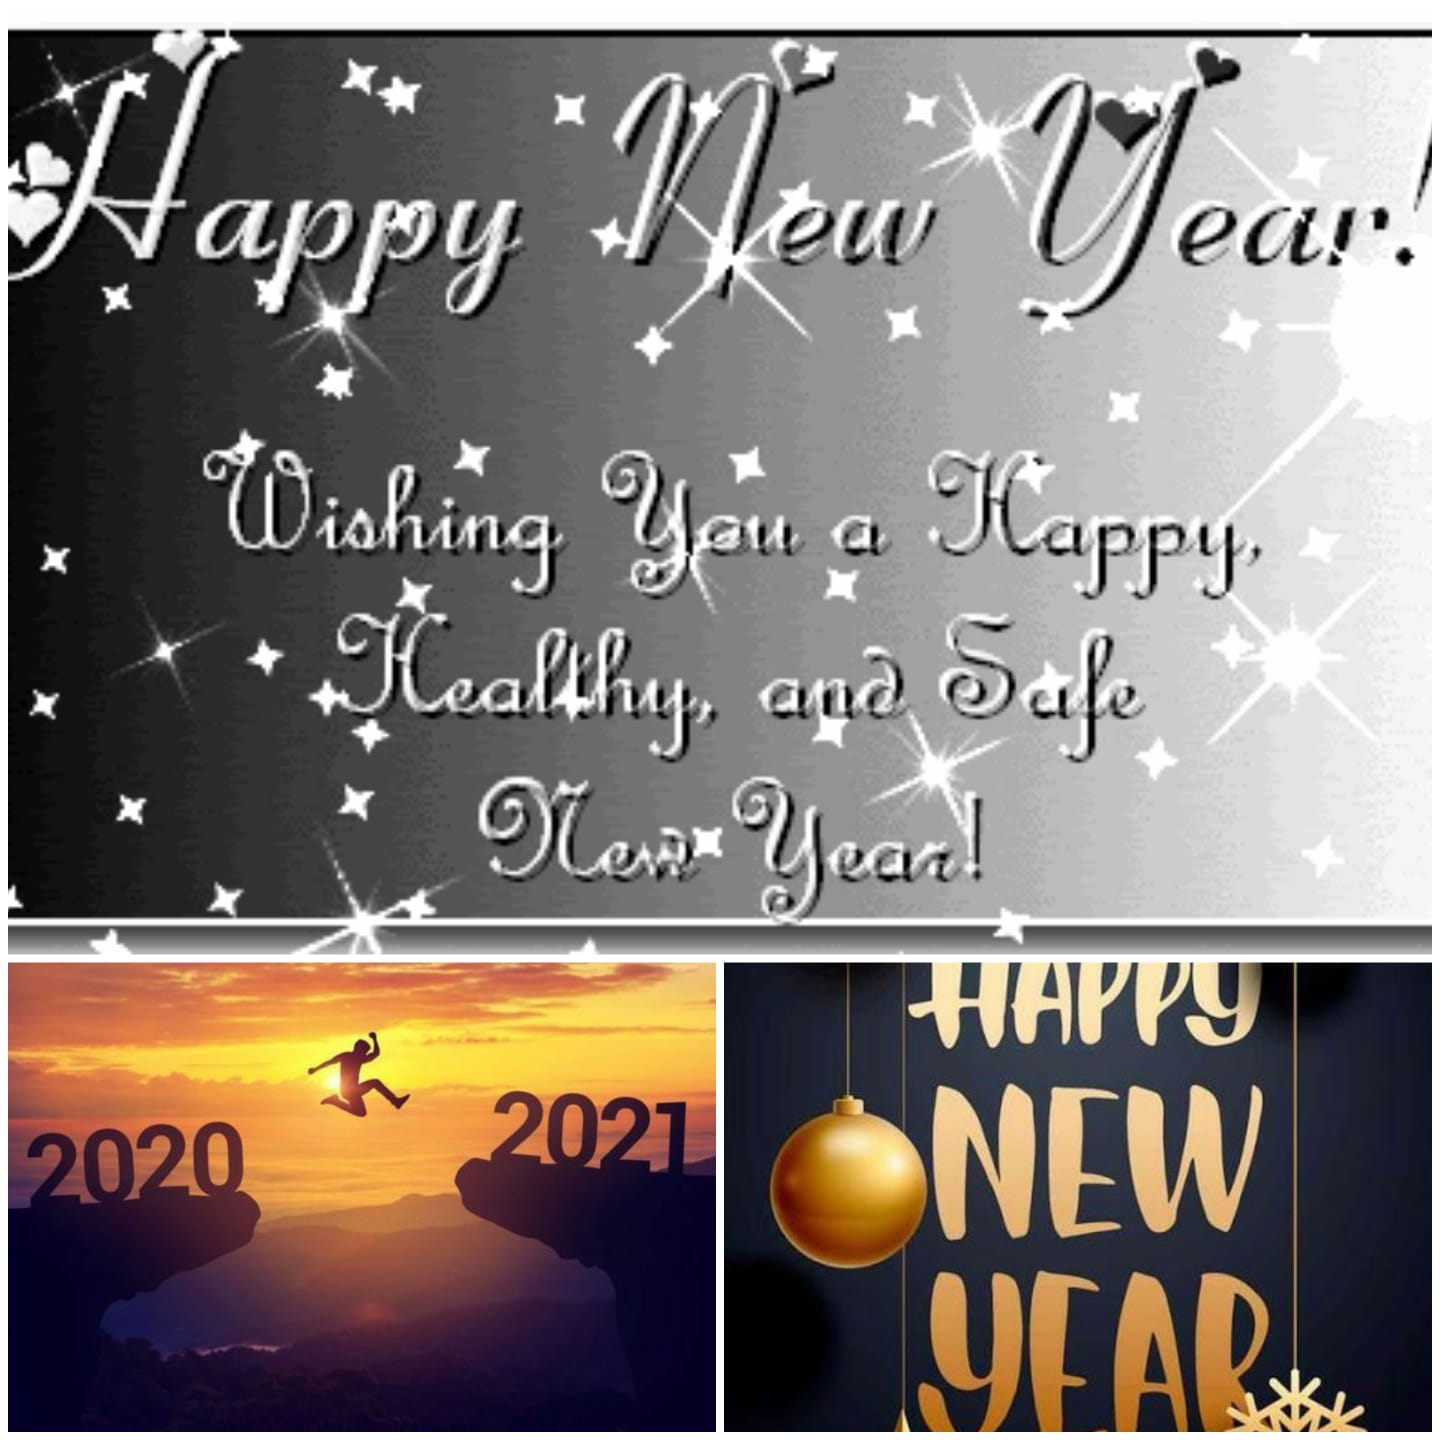 Happy New Year!
Wishing You a Happy,
Healthy, and Safe
New Year!
2020
2021
HAPPY
NEW
YEAR